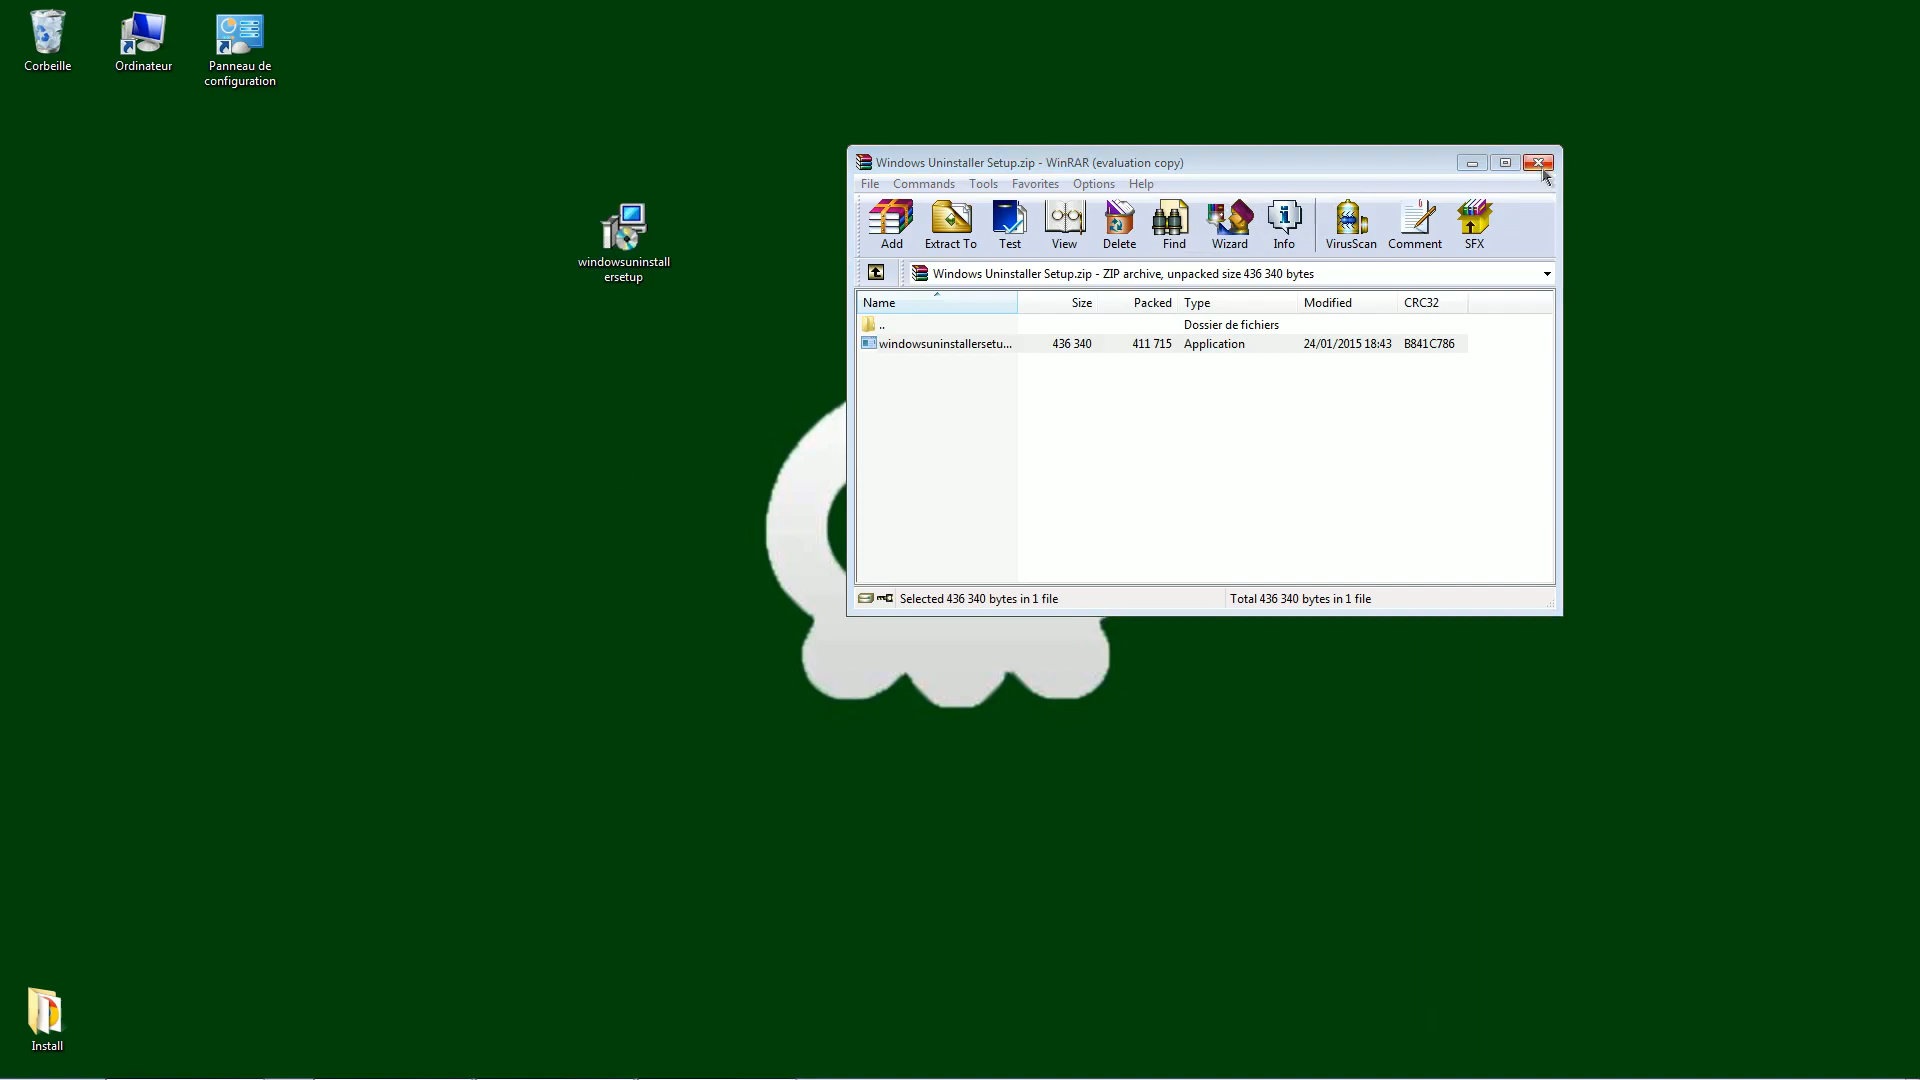 Corbeille
Ordinateur
Panneau de
configuration
windowsuninstall
ersetup
Windows Uninstaller Setup.zip - WinRAR (evaluation copy)
File Commands Tools Favorites Options Help
Add Extract To Test View Delete Find Wizard Info VirusScan Comment SFX
Windows Uninstaller Setup.zip - ZIP archive, unpacked size 436 340 bytes
Name Size Packed Type Modified CRC32
.. Dossier de fichiers
windowsuninstallersetu... 436 340 411 715 Application 24/01/2015 18:43 B841C786
Selected 436 340 bytes in 1 file Total 436 340 bytes in 1 file
Install